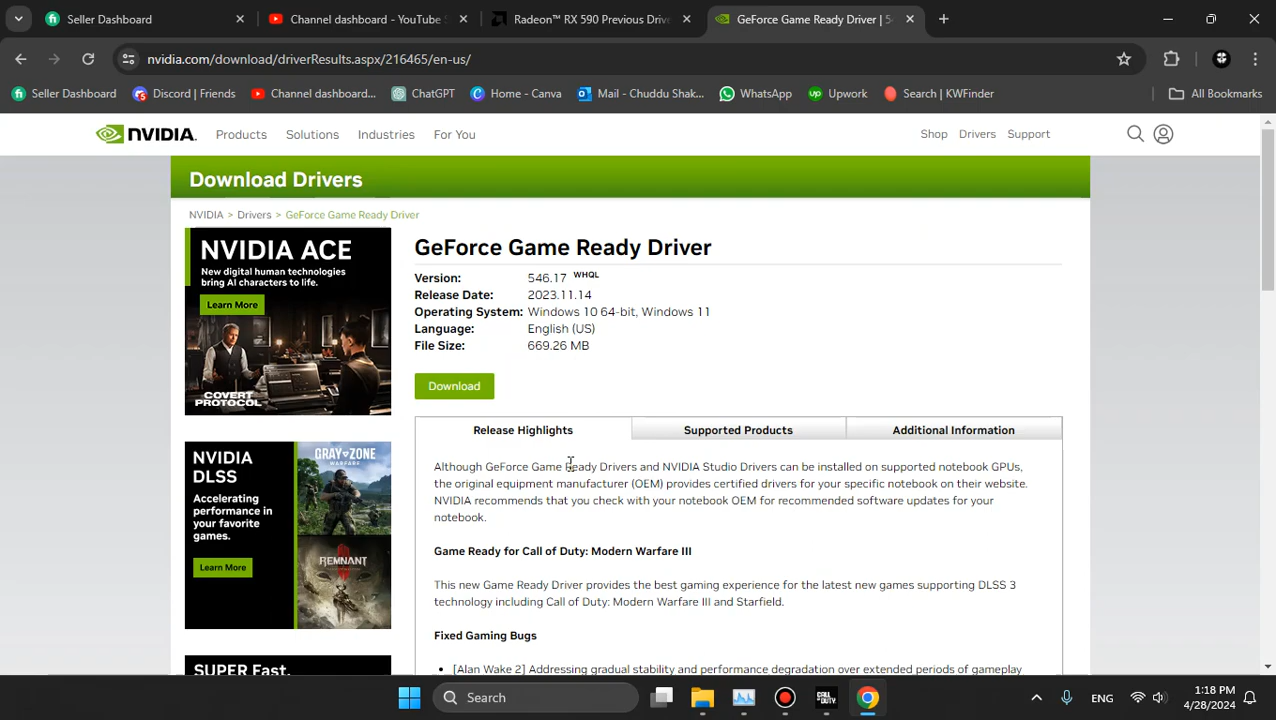 Seller Dashboard
Channel dashboard - YouTube S
Radeon™ RX 590 Previous Drive
GeForce Game Ready Driver | 54
nvidia.com/download/driverResults.aspx/216465/en-us/
Seller Dashboard
Discord | Friends
Channel dashboard...
ChatGPT
Home - Canva
Mail - Chuddu Shak...
WhatsApp
Upwork
Search | KWFinder
All Bookmarks
NVIDIA.
Products
Solutions
Industries
For You
Shop
Drivers
Support
Download Drivers
NVIDIA > Drivers > GeForce Game Ready Driver
NVIDIA ACE
New digital human technologies
bring AI characters to life.
Learn More
COVERT
PROTOCOL
GeForce Game Ready Driver
Version: 546.17 WHQL
Release Date: 2023.11.14
Operating System: Windows 10 64-bit, Windows 11
Language: English (US)
File Size: 669.26 MB
Download
Release Highlights
Supported Products
Additional Information
Although GeForce Game Ready Drivers and NVIDIA Studio Drivers can be installed on supported notebook GPUs,
the original equipment manufacturer (OEM) provides certified drivers for your specific notebook on their website.
NVIDIA recommends that you check with your notebook OEM for recommended software updates for your
notebook.
Game Ready for Call of Duty: Modern Warfare III
This new Game Ready Driver provides the best gaming experience for the latest new games supporting DLSS 3
technology including Call of Duty: Modern Warfare III and Starfield.
Fixed Gaming Bugs
[Alan Wake 2] Addressing gradual stability and performance degradation over extended periods of gameplay
NVIDIA
DLSS
Accelerating
performance in
your favorite
games.
Learn More
GRAY ZONE
WARFARE
REMNANT
SUPER Fast.
Search
CALL OF DUTY
ENG
1:18 PM
4/28/2024